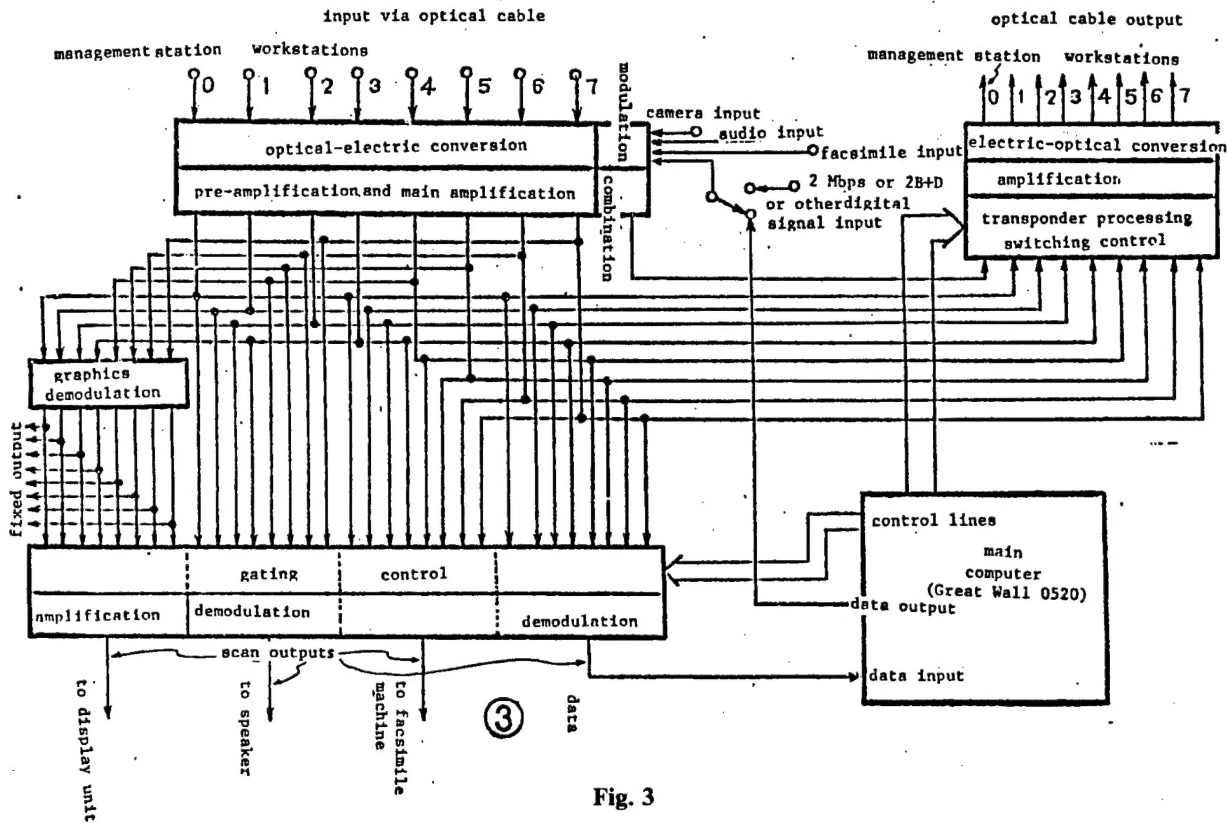 input via optical cable
optical cable output
management station workstations
management station workstations
0 1 2 3 4 5 6 7
0 1 2 3 4 5 6 7
modulation
combination
camera input
audio input
facsimile input
2 Mbps or 2B+D
or otherdigital
signal input
optical-electric conversion
pre-amplification and main amplification
electric-optical conversion
amplification
transponder processing
switching control
graphics
demodulation
fixed output
gating control
amplification demodulation demodulation
scan outputs
to display unit
to speaker
to facsimile
machine
data
③
control lines
main
computer
(Great Wall 0520)
data output
data input
Fig. 3